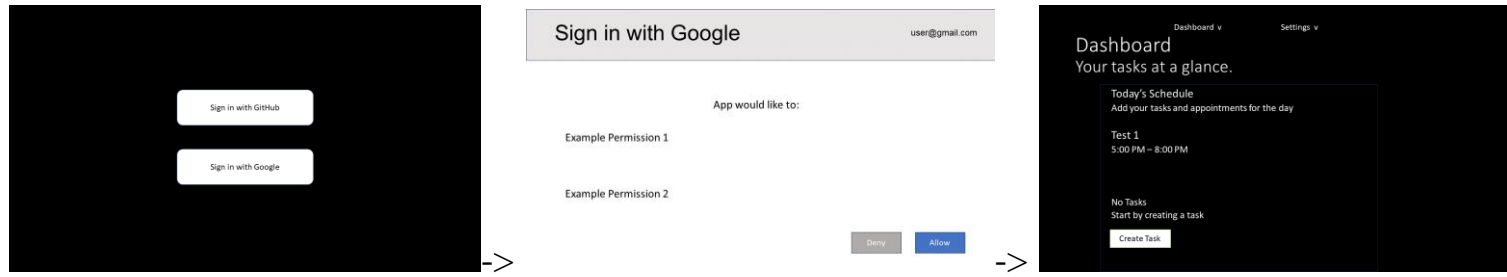 Sign in with GitHub
Sign in with Google
->
Sign in with Google
user@gmail.com
App would like to:
Example Permission 1
Example Permission 2
Deny
Allow
->
Dashboard v
Settings v
Dashboard
Your tasks at a glance.
Today's Schedule
Add your tasks and appointments for the day
Test 1
5:00 PM – 8:00 PM
No Tasks
Start by creating a task
Create Task